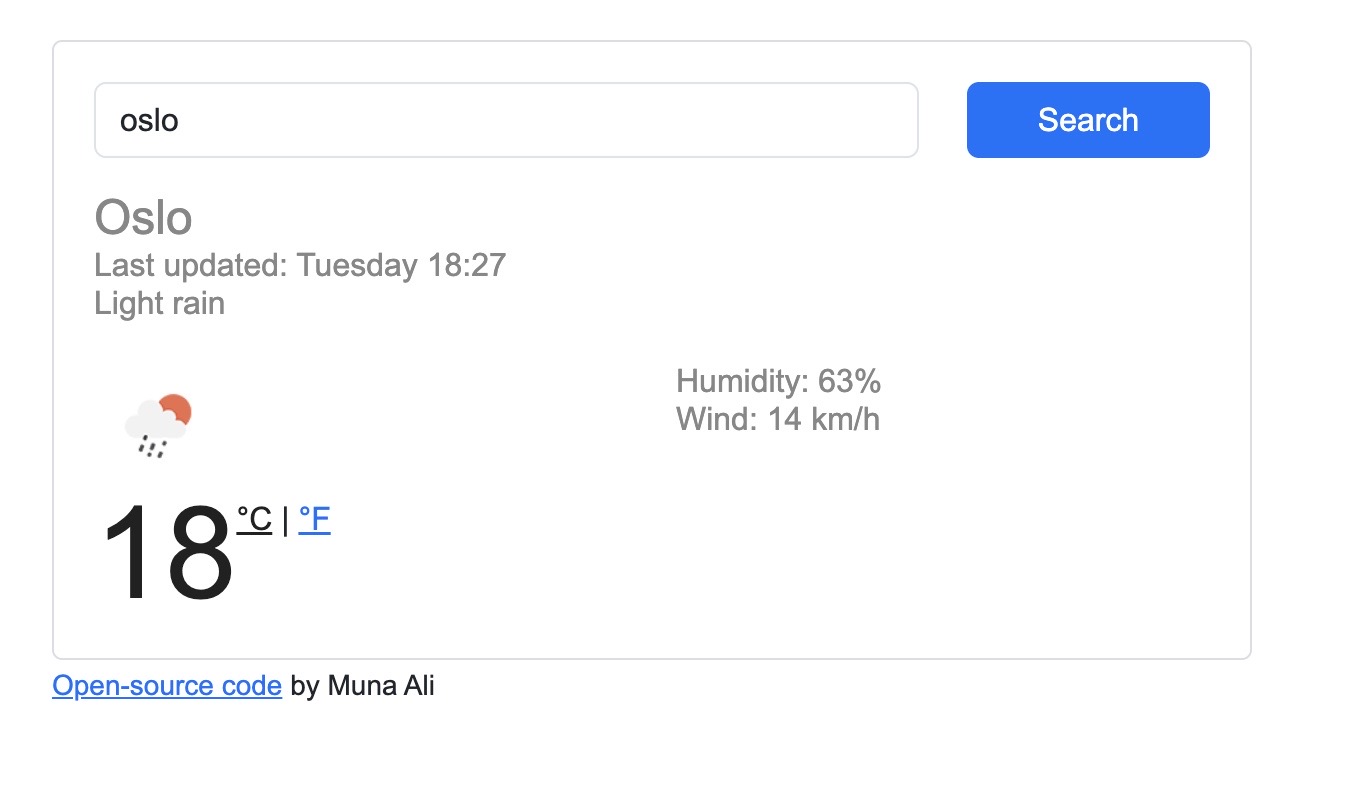 oslo
Search
Oslo
Last updated: Tuesday 18:27
Light rain
Humidity: 63%
Wind: 14 km/h
18 °C | °F
Open-source code by Muna Ali